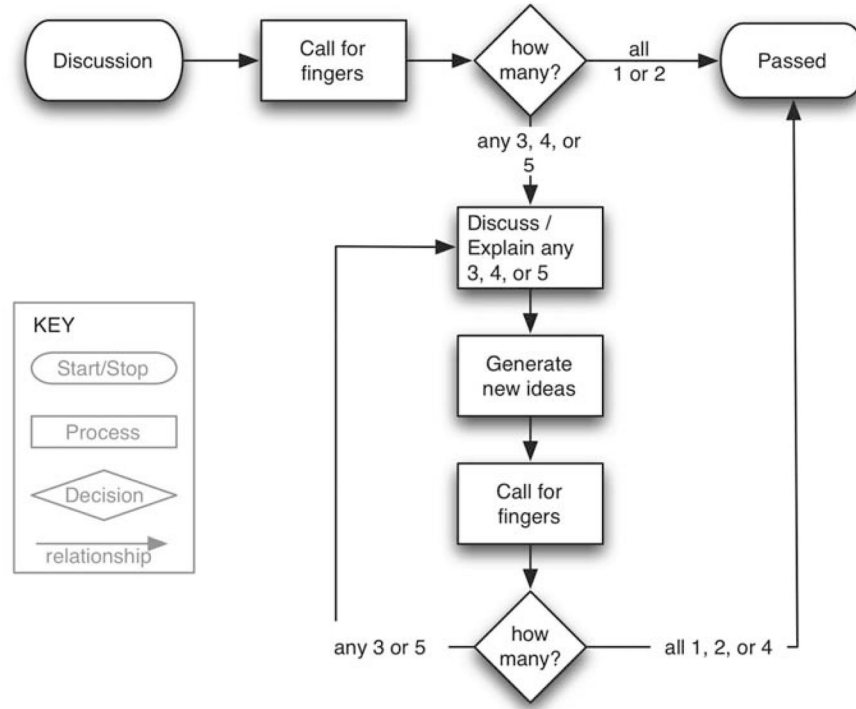 Discussion
Call for
fingers
how
many?
all
1 or 2
Passed
any 3, 4, or
5
Discuss /
Explain any
3, 4, or 5
Generate
new ideas
Call for
fingers
how
many?
any 3 or 5
all 1, 2, or 4
KEY
Start/Stop
Process
Decision
relationship